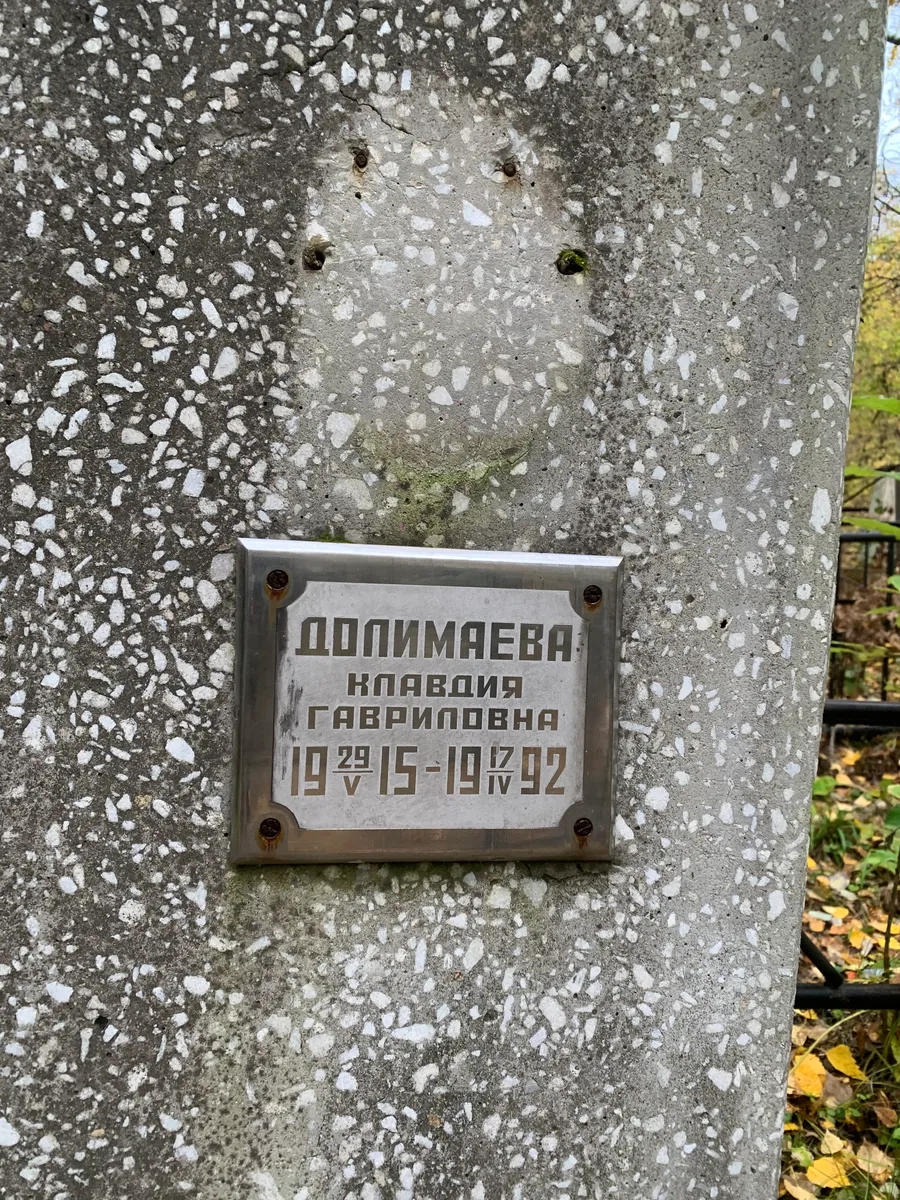 ДОЛИМАЕВА
КЛАВДИЯ
ГАВРИЛОВНА
19 29/V 15-19 17/IV 92